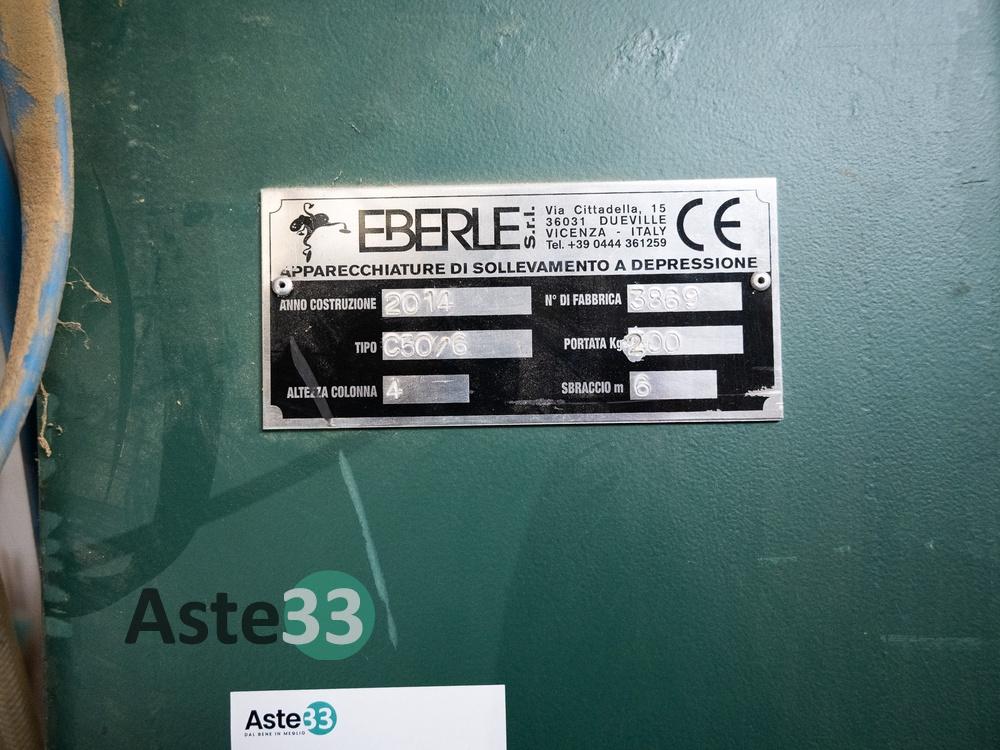 EBERLE s.r.l.
Via Cittadella, 15
36031 DUEVILLE
VICENZA - ITALY
Tel. +39 0444 361259
CE
APPARECCHIATURE DI SOLLEVAMENTO A DEPRESSIONE
ANNO COSTRUZIONE 2014 N° DI FABBRICA 3869
TIPO C50/6 PORTATA Kg 200
ALTEZZA COLONNA 4 SBRACCIO m 6
Aste33
Aste33
DAL BENE IN MEGLIO